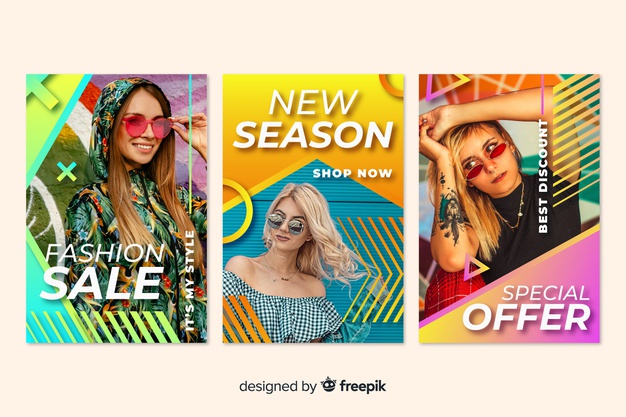 FASHION
SALE
IT'S MY STYLE
NEW
SEASON
SHOP NOW
BEST DISCOUNT
SPECIAL
OFFER
designed by freepik